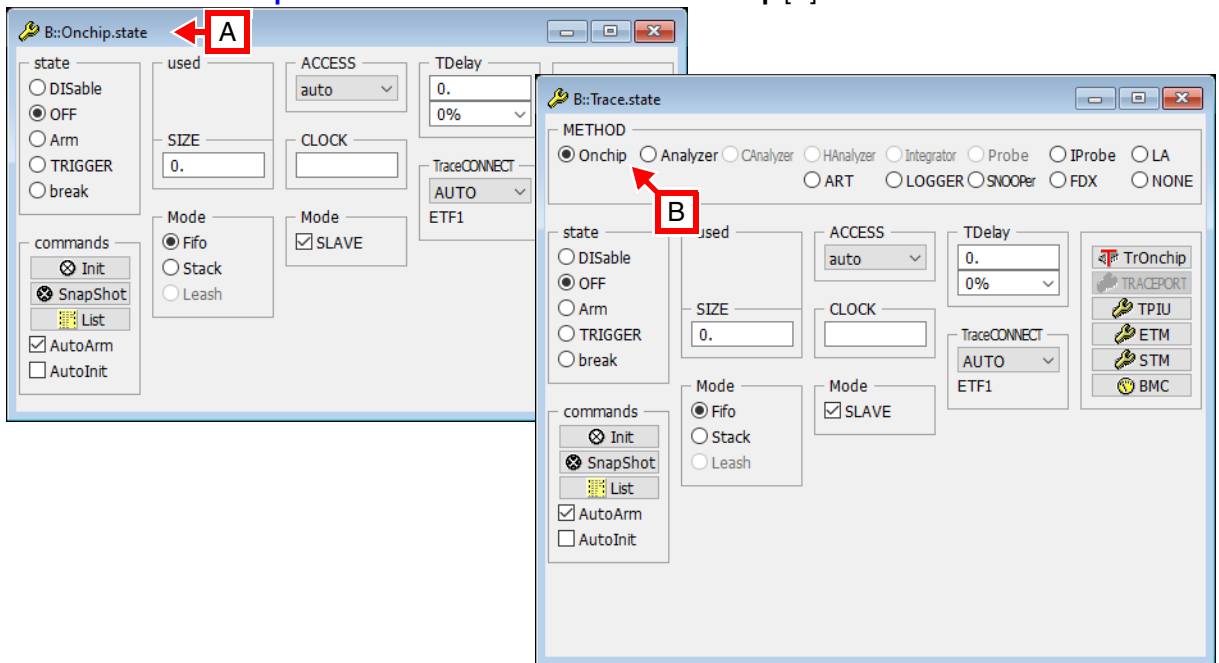 B::Onchip.state
A
state
DISable
OFF
Arm
TRIGGER
break
used
SIZE
0.
ACCESS
auto
CLOCK
TDelay
0.
0%
TraceCONNECT
AUTO
ETF1
Mode
Fifo
Stack
Leash
Mode
SLAVE
commands
Init
SnapShot
List
AutoArm
AutoInit
B::Trace.state
METHOD
Onchip Analyzer CAnalyzer HAnalyzer Integrator Probe IProbe LA
ART LOGGER SNOOPer FDX NONE
B
state
DISable
OFF
Arm
TRIGGER
break
used
SIZE
0.
ACCESS
auto
CLOCK
TDelay
0.
0%
TraceCONNECT
AUTO
ETF1
TrOnchip
TRACEPORT
TPIU
ETM
STM
BMC
Mode
Fifo
Stack
Leash
Mode
SLAVE
commands
Init
SnapShot
List
AutoArm
AutoInit